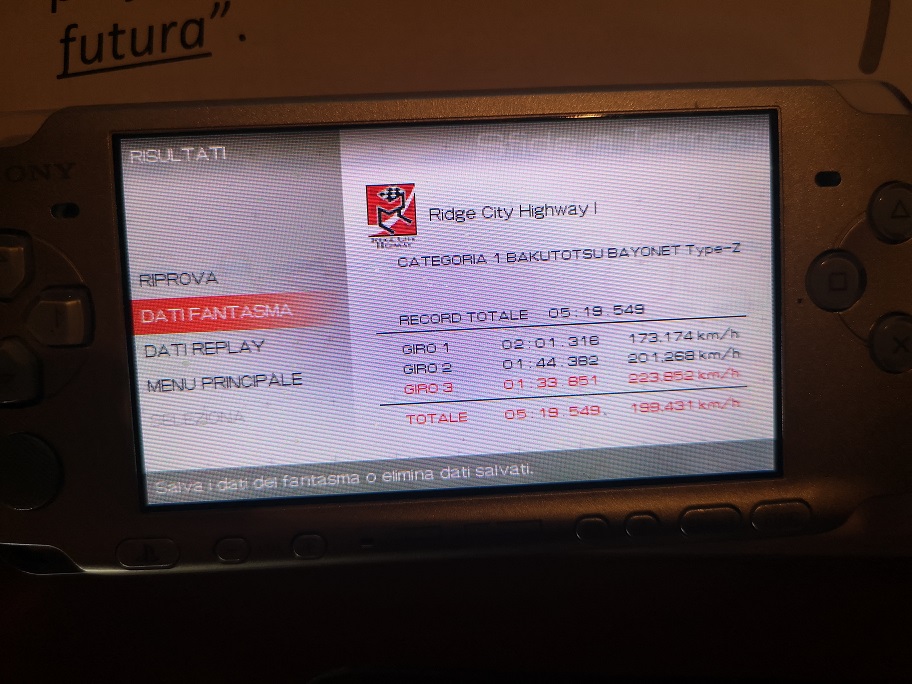 futura”.
SONY
RISULTATI
Ridge City Highway I
CATEGORIA 1 BAKUTOTSU BAYONET Type-Z
RIPROVA
DATI FANTASMA
DATI REPLAY
MENU PRINCIPALE
SELEZIONA
RECORD TOTALE 05:19.549
GIRO 1 02:01.316 173.174 km/h
GIRO 2 01:44.382 201.268 km/h
GIRO 3 01:33.851 223.852 km/h
TOTALE 05:19.549. 199.431 km/h
Salva i dati del fantasma o elimina dati salvati.